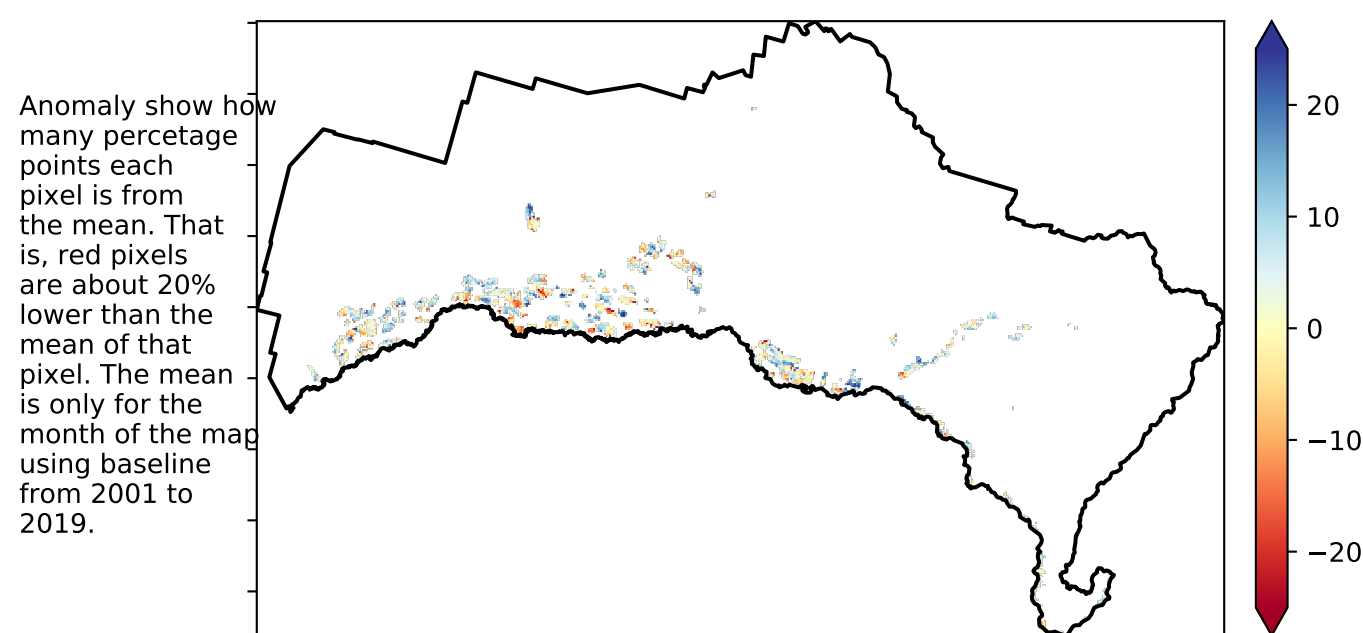 Anomaly show how
many percetage
points each
pixel is from
the mean. That
is, red pixels
are about 20%
lower than the
mean of that
pixel. The mean
is only for the
month of the map
using baseline
from 2001 to
2019.
20
10
0
−10
−20